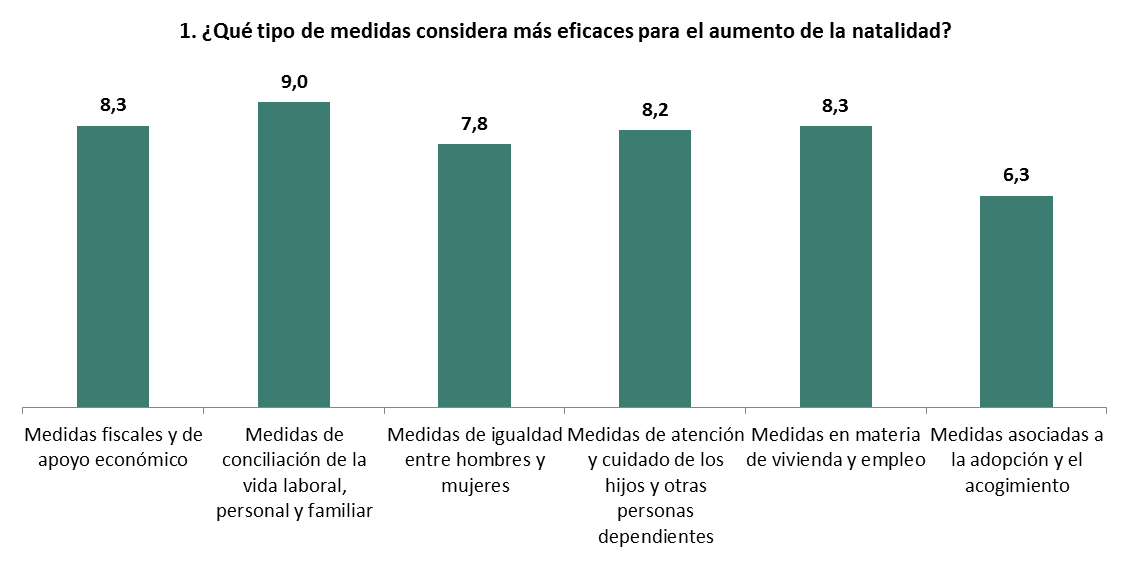 1. ¿Qué tipo de medidas considera más eficaces para el aumento de la natalidad?
8,3
9,0
7,8
8,2
8,3
6,3
Medidas fiscales y de
apoyo económico
Medidas de
conciliación de la
vida laboral,
personal y familiar
Medidas de igualdad
entre hombres y
mujeres
Medidas de atención
y cuidado de los
hijos y otras
personas
dependientes
Medidas en materia
de vivienda y empleo
Medidas asociadas a
la adopción y el
acogimiento